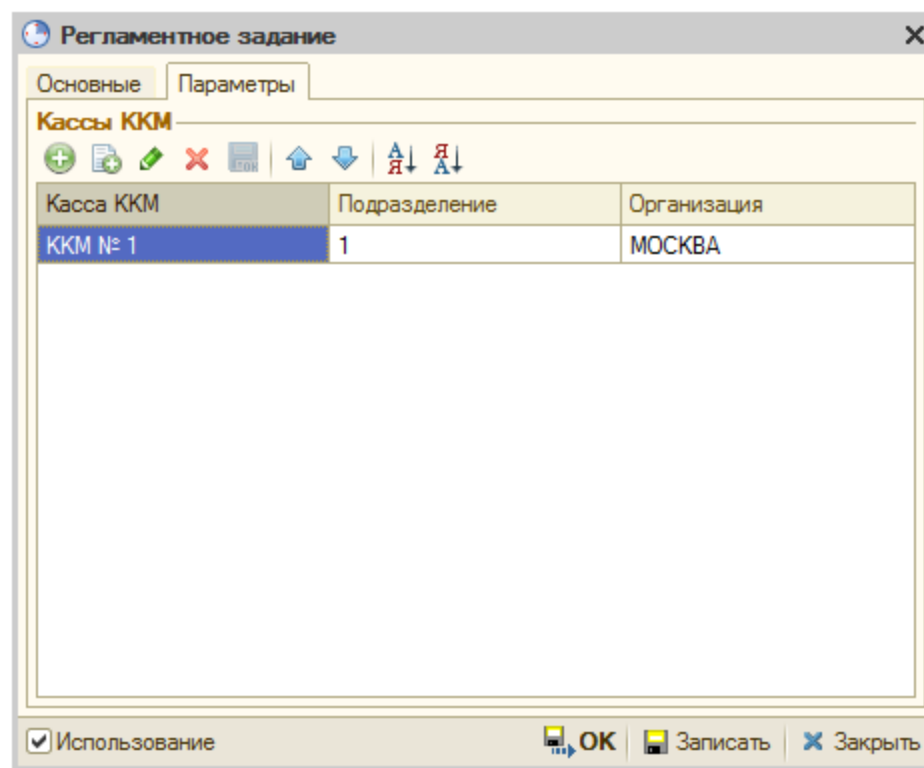 Регламентное задание
Основные Параметры
Кассы ККМ
Касса ККМ Подразделение Организация
ККМ № 1 1 МОСКВА
Использование OK Записать Закрыть